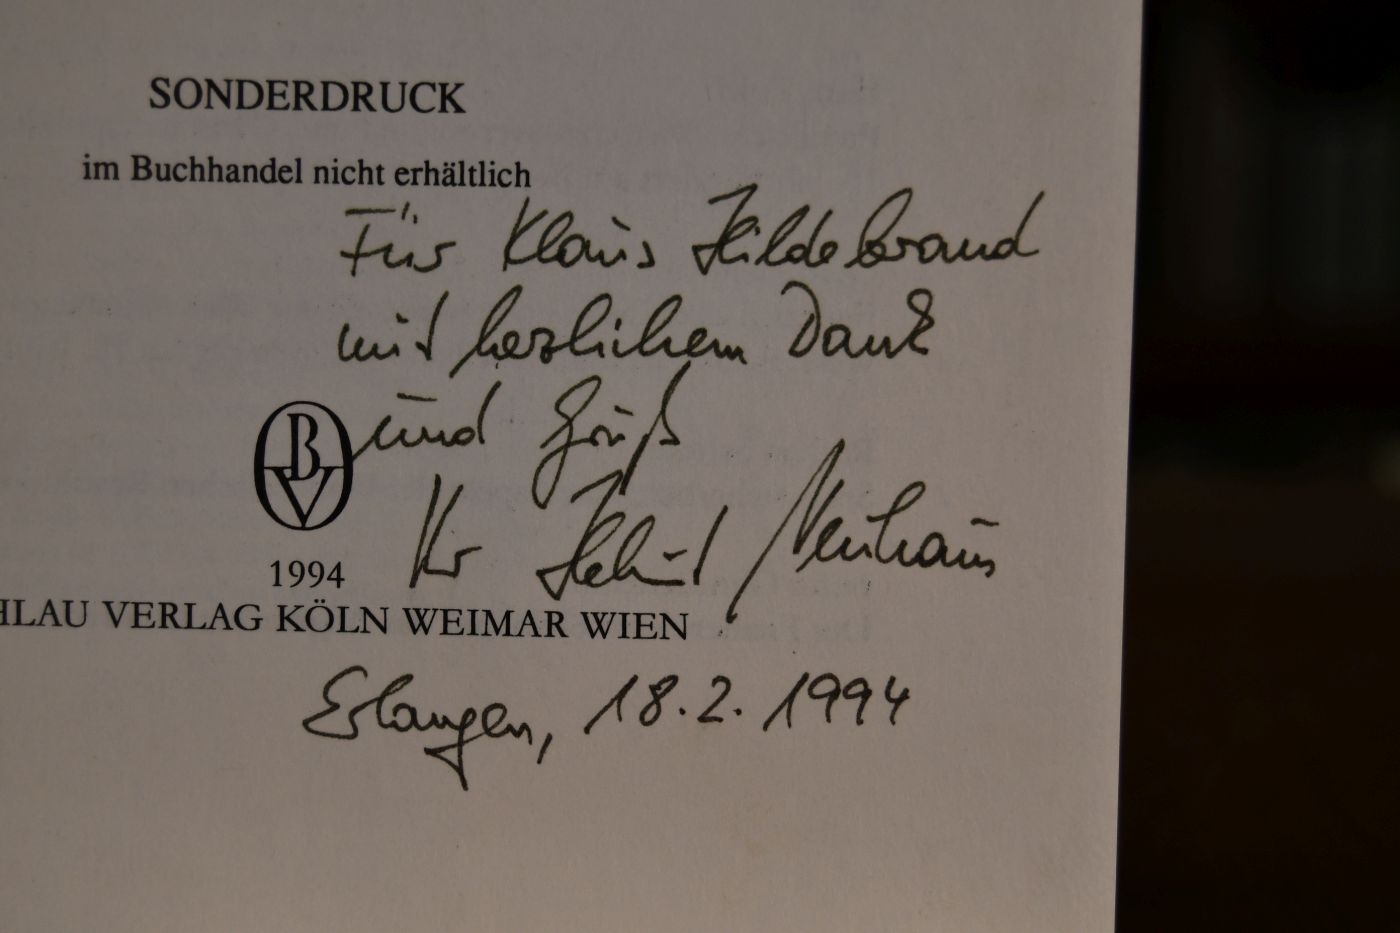 SONDERDRUCK
im Buchhandel nicht erhältlich
Für Klaus Hildebrand
mit herzlichem Dank
und Gruß
Ihr Helmut Neuhaus
BV
1994
HLAU VERLAG KÖLN WEIMAR WIEN
Erlangen, 18.2.1994